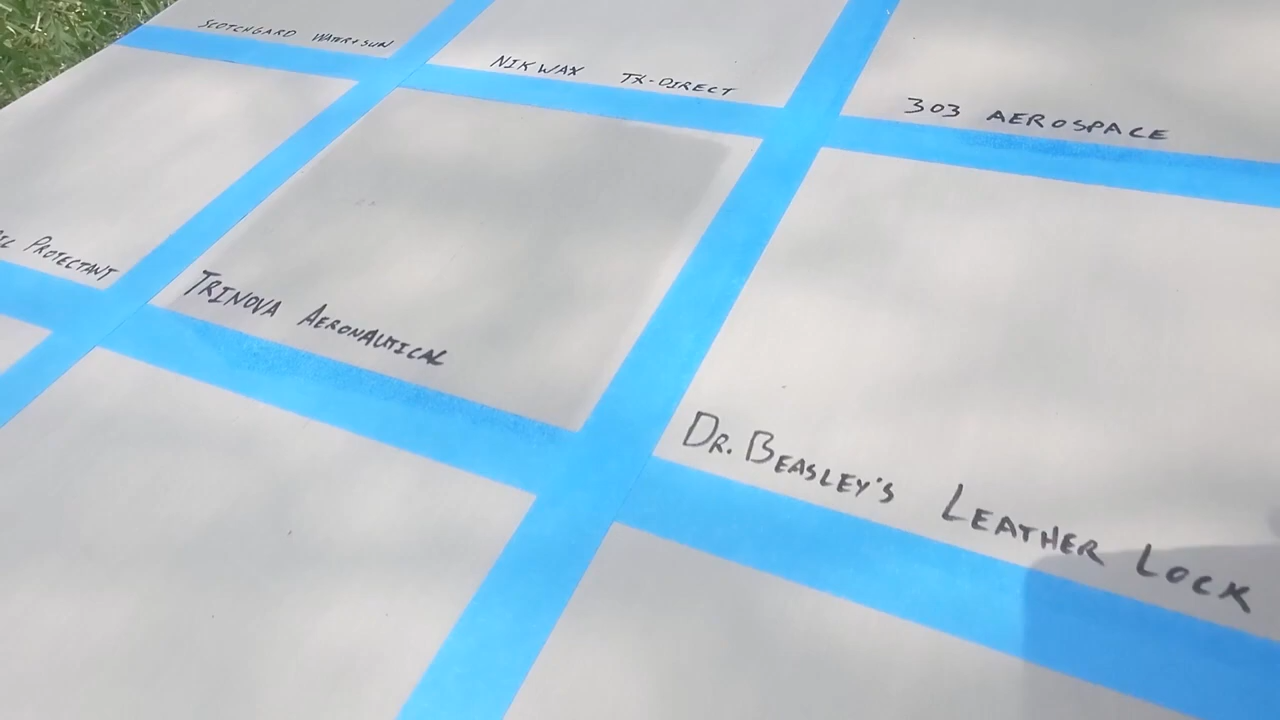 SCOTCHGARD WATER+SUN
NIKWAX TX-DIRECT
303 AEROSPACE
PROTECTANT
TRINOVA AERONAUTICAL
DR. BEASLEY'S LEATHER LOCK